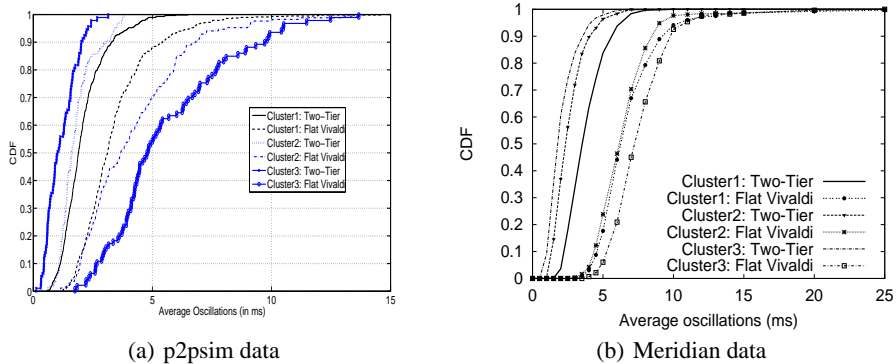 1
0.9
0.8
0.7
0.6
0.5
0.4
0.3
0.2
0.1
0
CDF
Cluster1: Two-Tier
Cluster1: Flat Vivaldi
Cluster2: Two-Tier
Cluster2: Flat Vivaldi
Cluster3: Two-Tier
Cluster3: Flat Vivaldi
0 5 10 15
Average Oscillations (in ms)
(a) p2psim data
1
0.9
0.8
0.7
0.6
0.5
0.4
0.3
0.2
0.1
0
CDF
Cluster1: Two-Tier
Cluster1: Flat Vivaldi
Cluster2: Two-Tier
Cluster2: Flat Vivaldi
Cluster3: Two-Tier
Cluster3: Flat Vivaldi
0 5 10 15 20 25
Average oscillations (ms)
(b) Meridian data